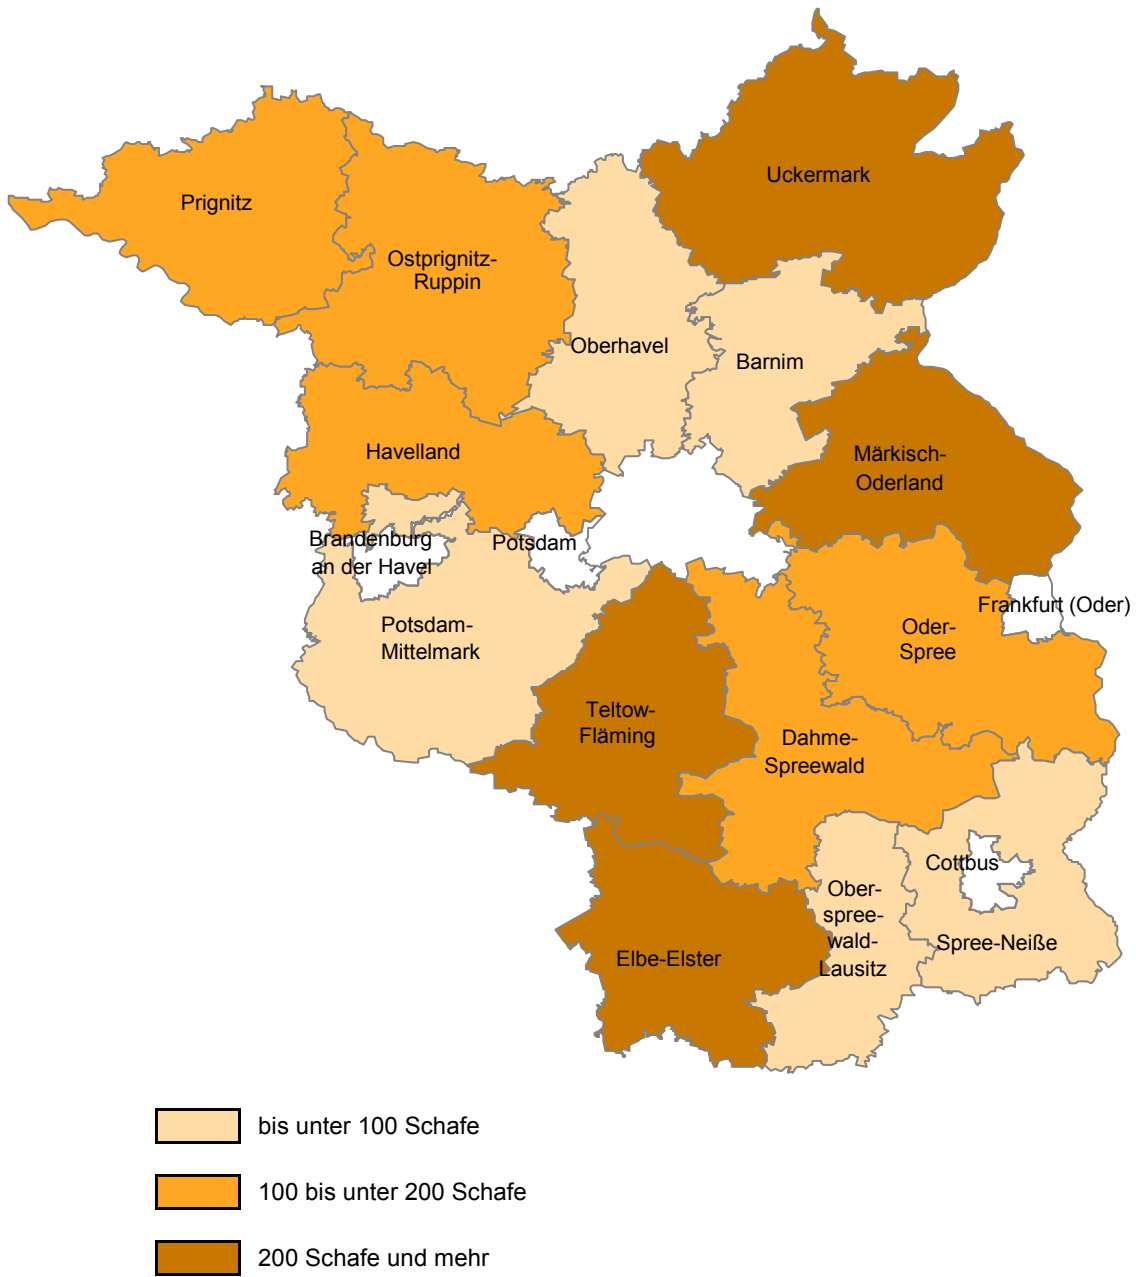 Uckermark
Prignitz
Ostprignitz-
Ruppin
Oberhavel
Barnim
Havelland
Märkisch-
Oderland
Brandenburg
an der Havel
Potsdam
Frankfurt (Oder)
Potsdam-
Mittelmark
Oder-
Spree
Teltow-
Fläming
Dahme-
Spreewald
Cottbus
Ober-
spree-
wald-
Lausitz
Spree-Neiße
Elbe-Elster
bis unter 100 Schafe
100 bis unter 200 Schafe
200 Schafe und mehr